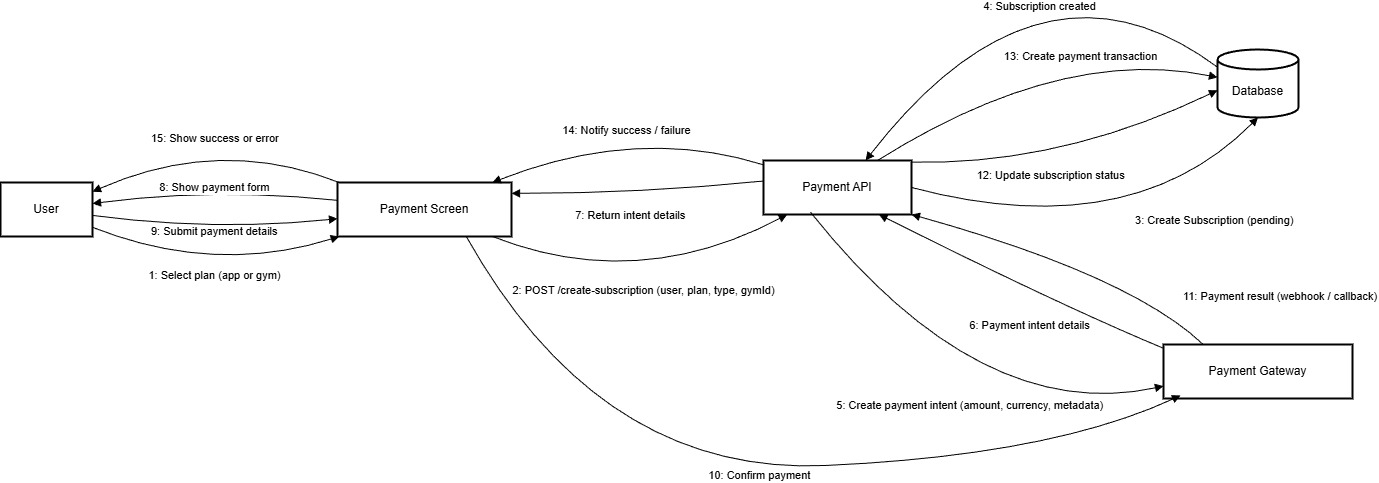 4: Subscription created
13: Create payment transaction
Database
14: Notify success / failure
15: Show success or error
12: Update subscription status
8: Show payment form
Payment API
User
Payment Screen
7: Return intent details
3: Create Subscription (pending)
9: Submit payment details
1: Select plan (app or gym)
2: POST /create-subscription (user, plan, type, gymId)
11: Payment result (webhook / callback)
6: Payment intent details
Payment Gateway
5: Create payment intent (amount, currency, metadata)
10: Confirm payment